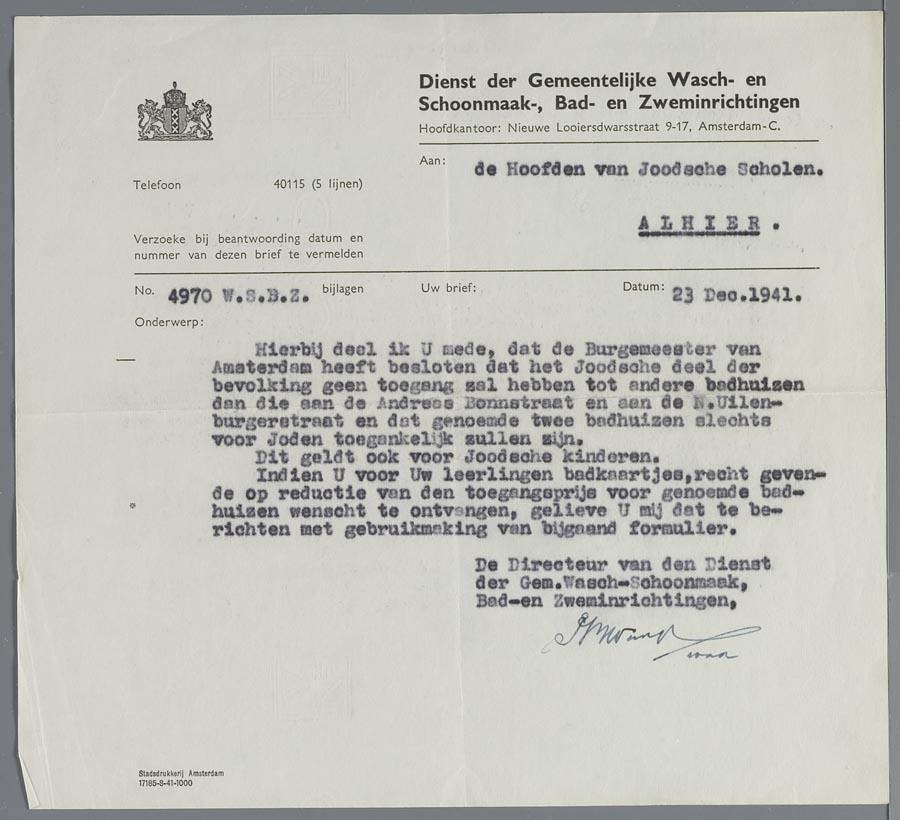 Dienst der Gemeentelijke Wasch- en
Schoonmaak-, Bad- en Zweminrichtingen
Hoofdkantoor: Nieuwe Looiersdwarsstraat 9-17, Amsterdam-C.
Aan: de Hoofden van Joodsche Scholen.
Telefoon 40115 (5 lijnen)
ALHIER.
Verzoeke bij beantwoording datum en
nummer van dezen brief te vermelden
No. 4970 W.S.B.Z. bijlagen Uw brief: Datum: 23 Dec.1941.
Onderwerp:
Hierbij deel ik U mede, dat de Burgemeester van
Amsterdam heeft besloten dat het Joodsche deel der
bevolking geen toegang zal hebben tot andere badhuizen
dan die aan de Andreas Bonnstraat en aan de N.Uilen-
burgerstraat en dat genoemde twee badhuizen slechts
voor Joden toegankelijk zullen zijn.
Dit geldt ook voor Joodsche kinderen.
Indien U voor Uw leerlingen badkaartjes,recht geven-
de op reductie van den toegangsprijs voor genoemde bad-
huizen wenscht te ontvangen, gelieve U mij dat te be-
richten met gebruikmaking van bijgaand formulier.
De Directeur van den Dienst
der Gem.Wasch-Schoonmaak,
Bad-en Zweminrichtingen,
Stadsdrukkerij Amsterdam
17185-8-41-1000